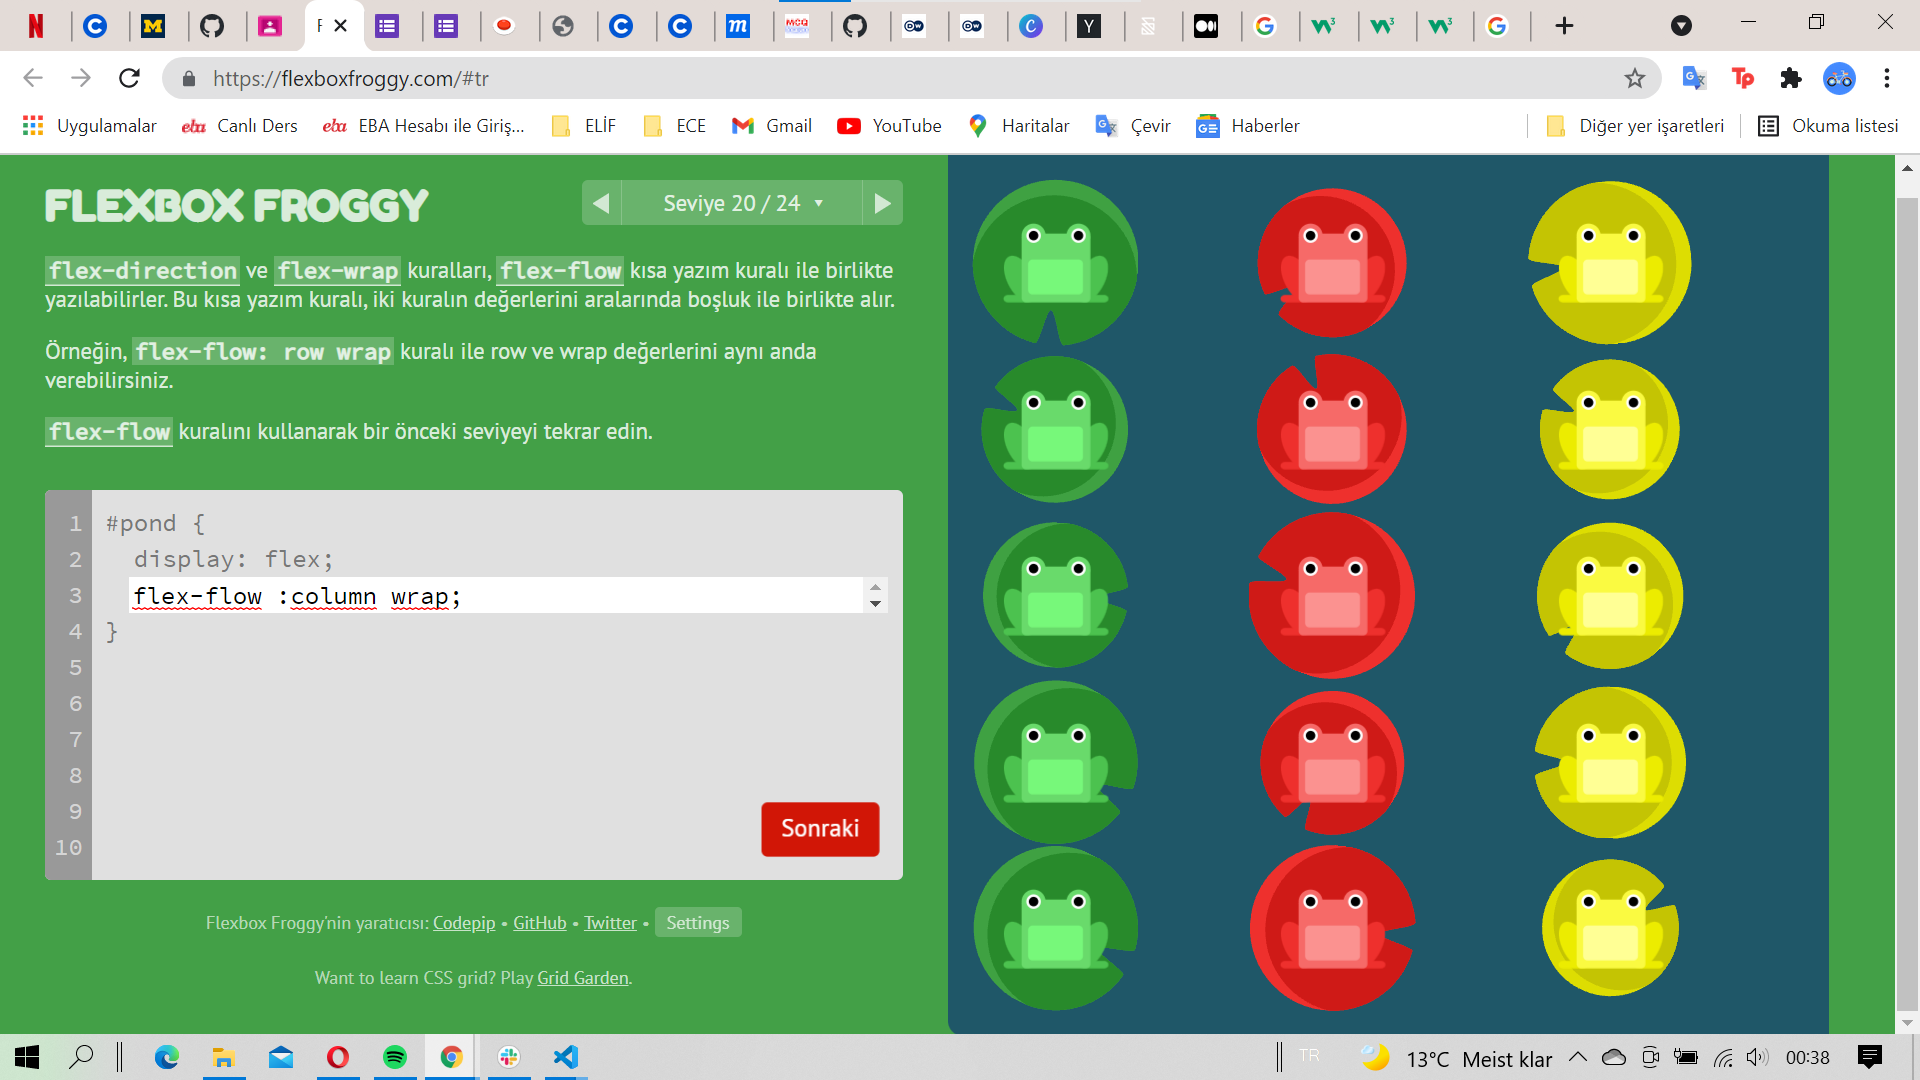 https://flexboxfroggy.com/#tr
Uygulamalar
eba Canlı Ders
eba EBA Hesabı ile Giriş...
ELİF
ECE
Gmail
YouTube
Haritalar
Çevir
Haberler
Diğer yer işaretleri
Okuma listesi
FLEXBOX FROGGY
Seviye 20 / 24
flex-direction ve flex-wrap kuralları, flex-flow kısa yazım kuralı ile birlikte
yazılabilirler. Bu kısa yazım kuralı, iki kuralın değerlerini aralarında boşluk ile birlikte alır.
Örneğin, flex-flow: row wrap kuralı ile row ve wrap değerlerini aynı anda
verebilirsiniz.
flex-flow kuralını kullanarak bir önceki seviyeyi tekrar edin.
1 #pond {
2 display: flex;
3 flex-flow :column wrap;
4 }
5
6
7
8
9
10
Sonraki
Flexbox Froggy'nin yaratıcısı: Codepip • GitHub • Twitter • Settings
Want to learn CSS grid? Play Grid Garden.
TR
13°C Meist klar
00:38